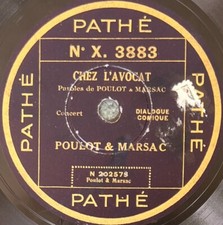 PATHÉ
N° X. 3883
CHEZ L'AVOCAT
Paroles de POULOT & MARSAC
Concert
DIALOGUE
COMIQUE
POULOT & MARSAC
N 202578
Poulot & Marsac
PATHÉ
PATHÉ
PATHÉ